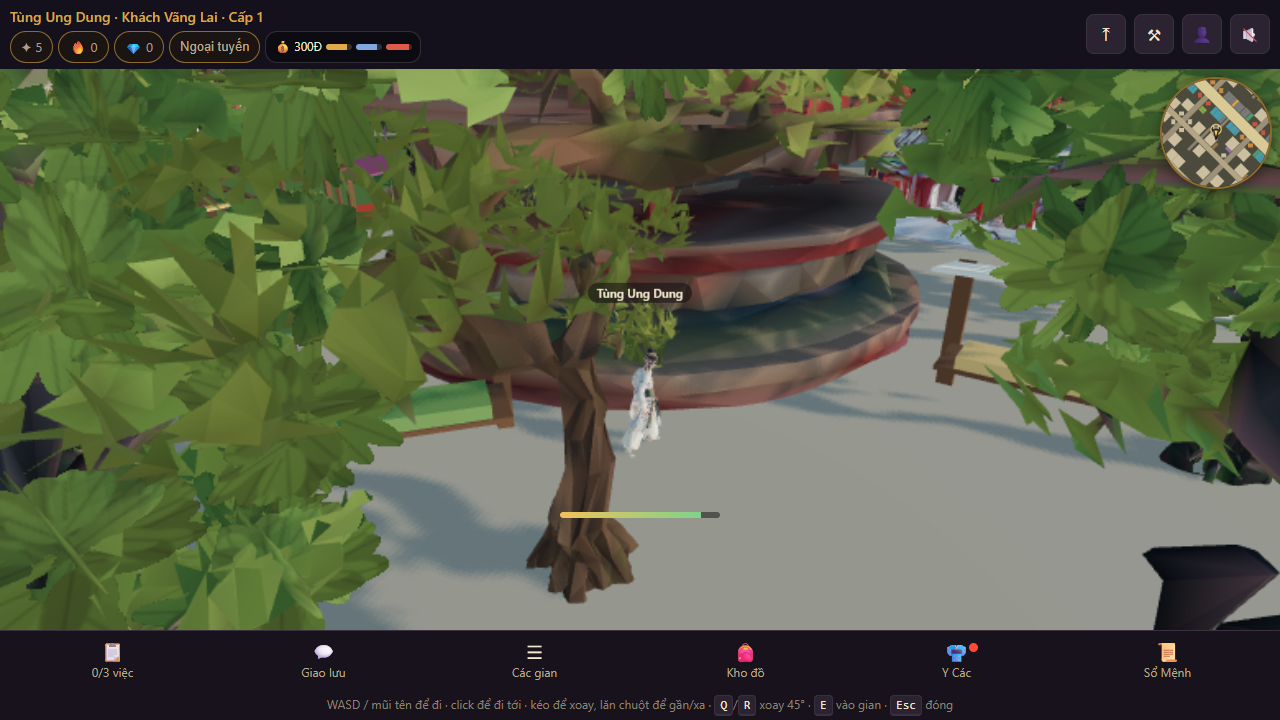 Tùng Ung Dung · Khách Vãng Lai · Cấp 1
5
0
0
Ngoại tuyến
300Đ
Tùng Ung Dung
0/3 việc
Giao lưu
Các gian
Kho đồ
Y Các
Sổ Mệnh
WASD / mũi tên để đi · click để đi tới · kéo để xoay, lăn chuột để gần/xa · Q / R xoay 45° · E vào gian · Esc đóng